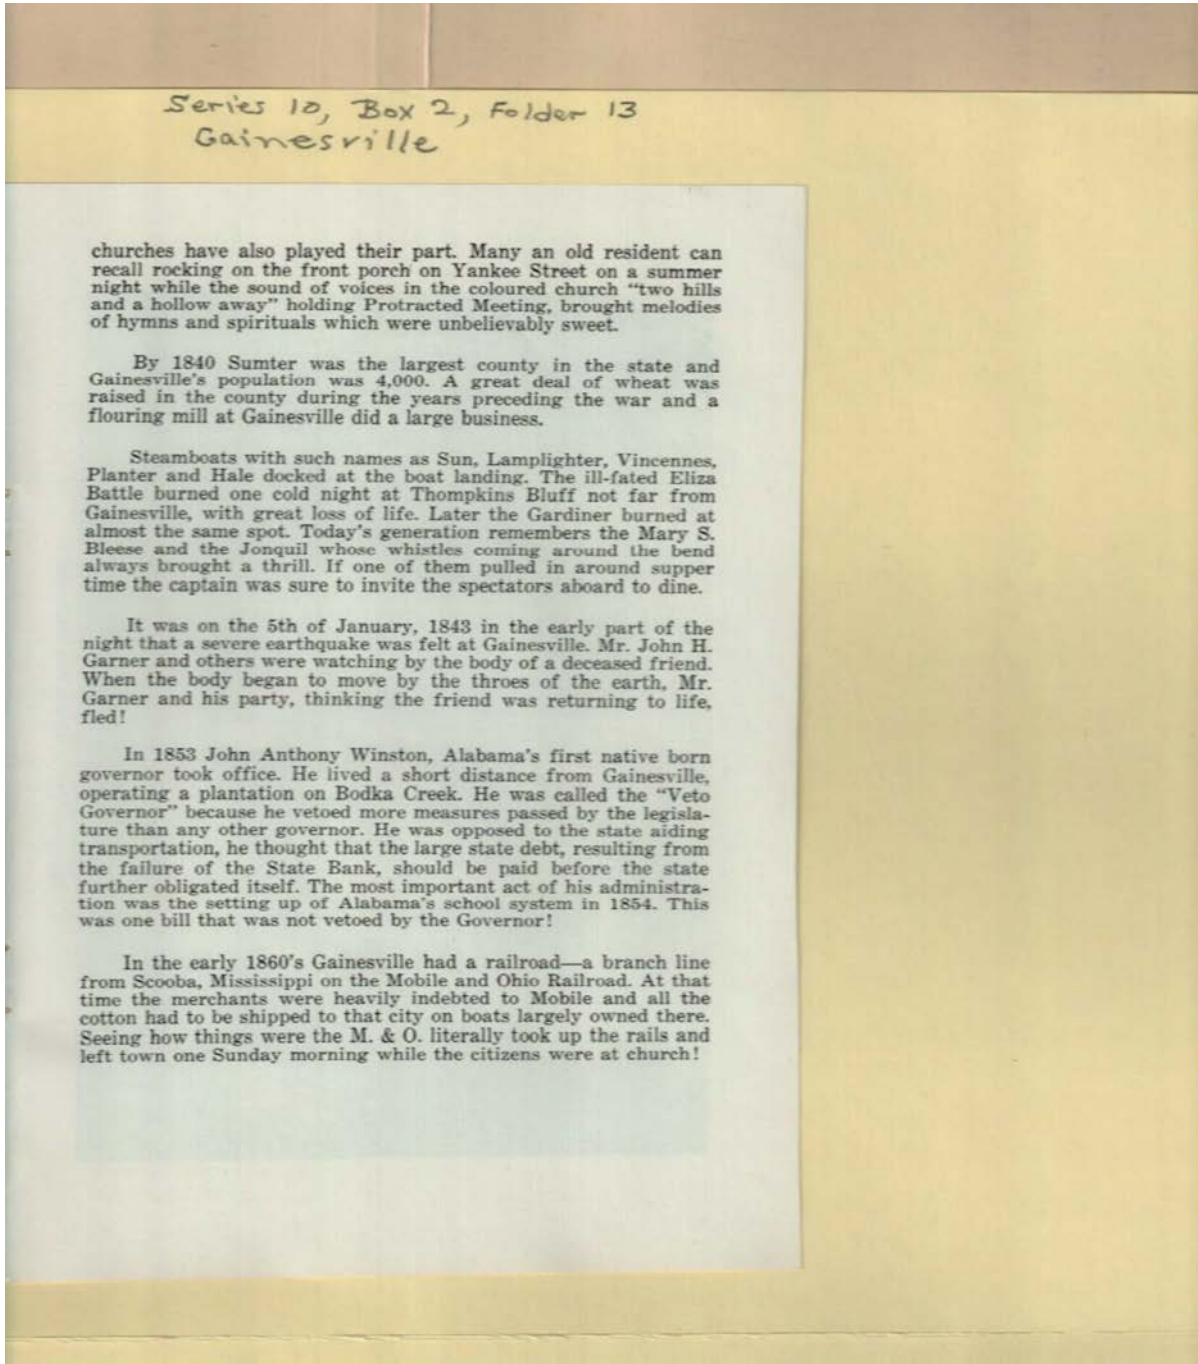 Series 10, Box 2, Folder 13
Gainesville
churches have also played their part. Many an old resident can
recall rocking on the front porch on Yankee Street on a summer
night while the sound of voices in the coloured church "two hills
and a hollow away" holding Protracted Meeting, brought melodies
of hymns and spirituals which were unbelievably sweet.
By 1840 Sumter was the largest county in the state and
Gainesville's population was 4,000. A great deal of wheat was
raised in the county during the years preceding the war and a
flouring mill at Gainesville did a large business.
Steamboats with such names as Sun, Lamplighter, Vincennes,
Planter and Hale docked at the boat landing. The ill-fated Eliza
Battle burned one cold night at Thompkins Bluff not far from
Gainesville, with great loss of life. Later the Gardiner burned at
almost the same spot. Today's generation remembers the Mary S.
Bleese and the Jonquil whose whistles coming around the bend
always brought a thrill. If one of them pulled in around supper
time the captain was sure to invite the spectators aboard to dine.
It was on the 5th of January, 1843 in the early part of the
night that a severe earthquake was felt at Gainesville. Mr. John H.
Garner and others were watching by the body of a deceased friend.
When the body began to move by the throes of the earth, Mr.
Garner and his party, thinking the friend was returning to life,
fled!
In 1853 John Anthony Winston, Alabama's first native born
governor took office. He lived a short distance from Gainesville,
operating a plantation on Bodka Creek. He was called the "Veto
Governor" because he vetoed more measures passed by the legisla-
ture than any other governor. He was opposed to the state aiding
transportation, he thought that the large state debt, resulting from
the failure of the State Bank, should be paid before the state
further obligated itself. The most important act of his administra-
tion was the setting up of Alabama's school system in 1854. This
was one bill that was not vetoed by the Governor!
In the early 1860's Gainesville had a railroad—a branch line
from Scooba, Mississippi on the Mobile and Ohio Railroad. At that
time the merchants were heavily indebted to Mobile and all the
cotton had to be shipped to that city on boats largely owned there.
Seeing how things were the M. & O. literally took up the rails and
left town one Sunday morning while the citizens were at church!